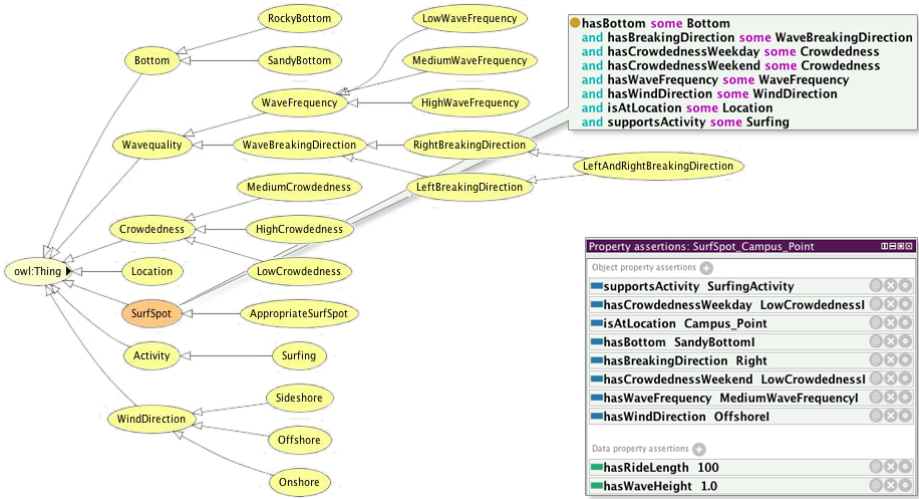 RockyBottom
Bottom
SandyBottom
LowWaveFrequency
MediumWaveFrequency
WaveFrequency
HighWaveFrequency
Wavequality
WaveBreakingDirection
RightBreakingDirection
LeftAndRightBreakingDirection
LeftBreakingDirection
MediumCrowdedness
Crowdedness
HighCrowdedness
owl:Thing
Location
LowCrowdedness
SurfSpot
AppropriateSurfSpot
Activity
Surfing
Sideshore
WindDirection
Offshore
Onshore
hasBottom some Bottom
and hasBreakingDirection some WaveBreakingDirection
and hasCrowdednessWeekday some Crowdedness
and hasCrowdednessWeekend some Crowdedness
and hasWaveFrequency some WaveFrequency
and hasWindDirection some WindDirection
and isAtLocation some Location
and supportsActivity some Surfing
Property assertions: SurfSpot_Campus_Point
Object property assertions
supportsActivity SurfingActivity
hasCrowdednessWeekday LowCrowdednessI
isAtLocation Campus_Point
hasBottom SandyBottomI
hasBreakingDirection Right
hasCrowdednessWeekend LowCrowdednessI
hasWaveFrequency MediumWaveFrequencyI
hasWindDirection OffshoreI
Data property assertions
hasRideLength 100
hasWaveHeight 1.0